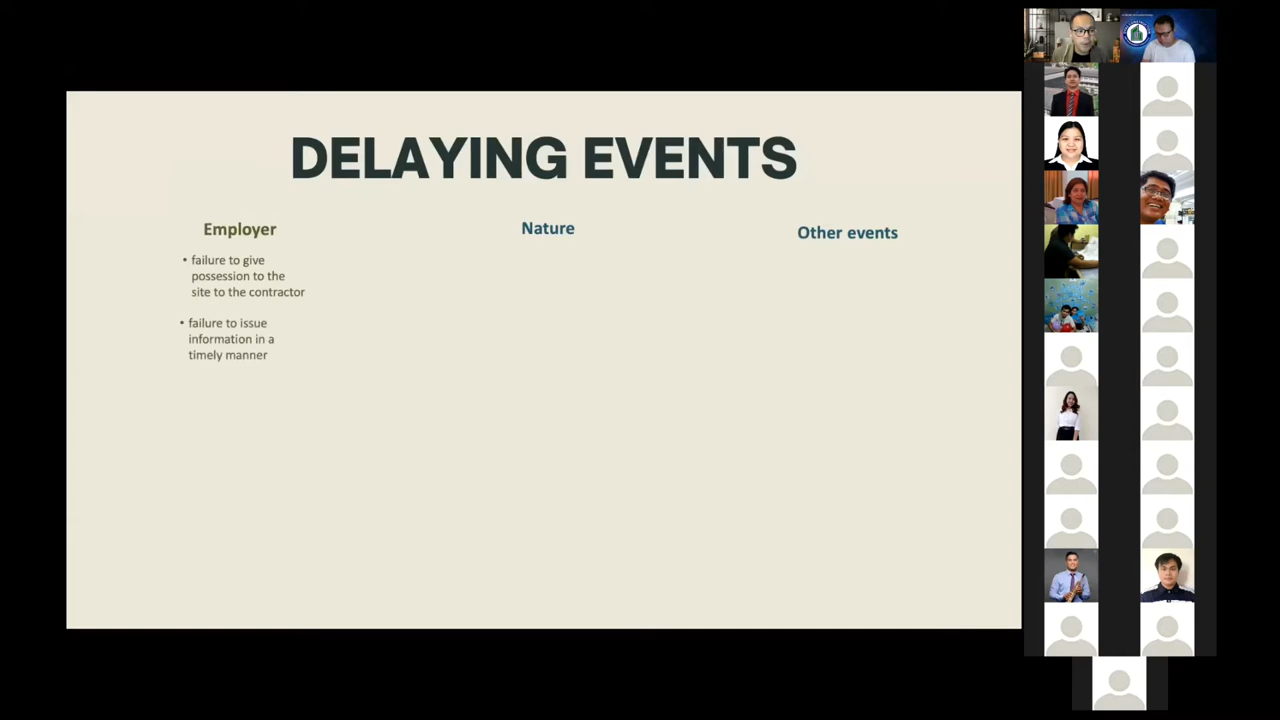 DELAYING EVENTS
Employer
Nature
Other events
• failure to give
possession to the
site to the contractor
• failure to issue
information in a
timely manner